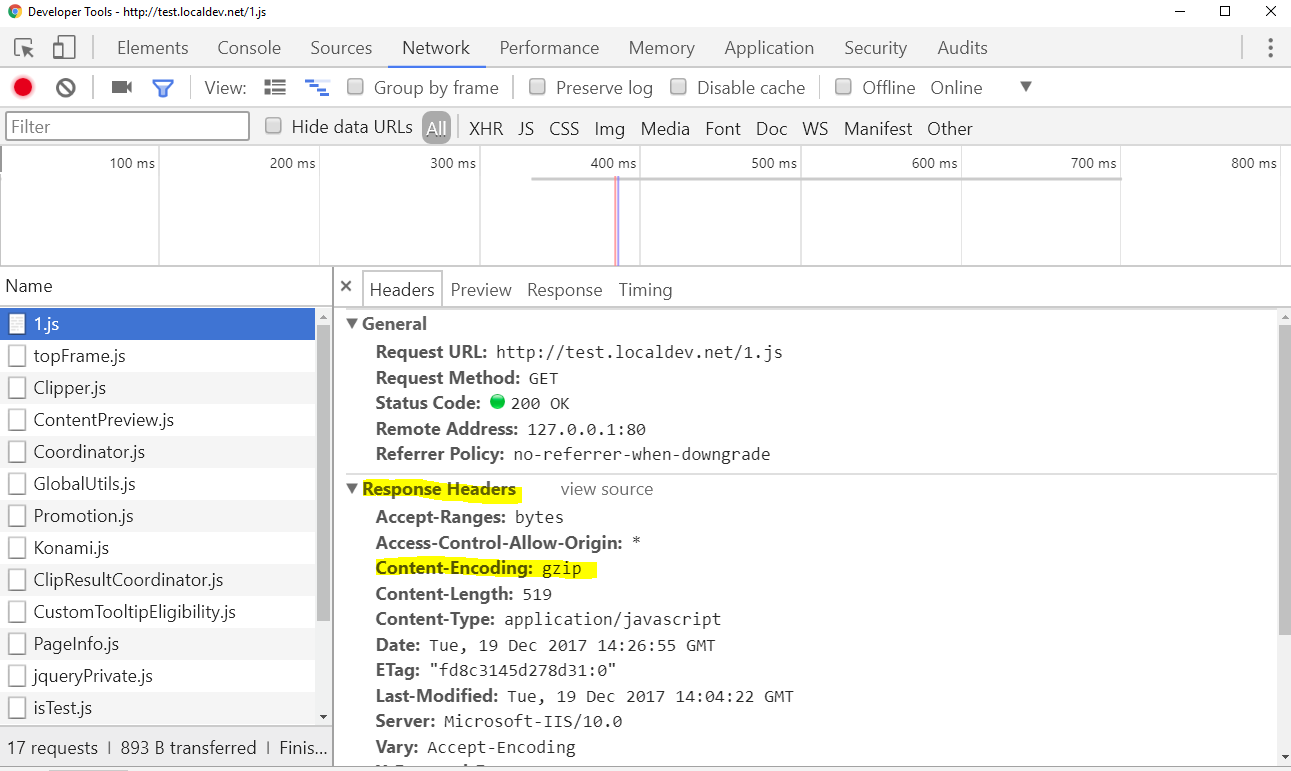 Developer Tools - http://test.localdev.net/1.js
Elements Console Sources Network Performance Memory Application Security Audits
View: Group by frame Preserve log Disable cache Offline Online
Filter Hide data URLs All XHR JS CSS Img Media Font Doc WS Manifest Other
100 ms 200 ms 300 ms 400 ms 500 ms 600 ms 700 ms 800 ms
Name
1.js
topFrame.js
Clipper.js
ContentPreview.js
Coordinator.js
GlobalUtils.js
Promotion.js
Konami.js
ClipResultCoordinator.js
CustomTooltipEligibility.js
PageInfo.js
jqueryPrivate.js
isTest.js
17 requests | 893 B transferred | Finis...
× Headers Preview Response Timing
General
Request URL: http://test.localdev.net/1.js
Request Method: GET
Status Code: 200 OK
Remote Address: 127.0.0.1:80
Referrer Policy: no-referrer-when-downgrade
Response Headers view source
Accept-Ranges: bytes
Access-Control-Allow-Origin: *
Content-Encoding: gzip
Content-Length: 519
Content-Type: application/javascript
Date: Tue, 19 Dec 2017 14:26:55 GMT
ETag: "fd8c3145d278d31:0"
Last-Modified: Tue, 19 Dec 2017 14:04:22 GMT
Server: Microsoft-IIS/10.0
Vary: Accept-Encoding